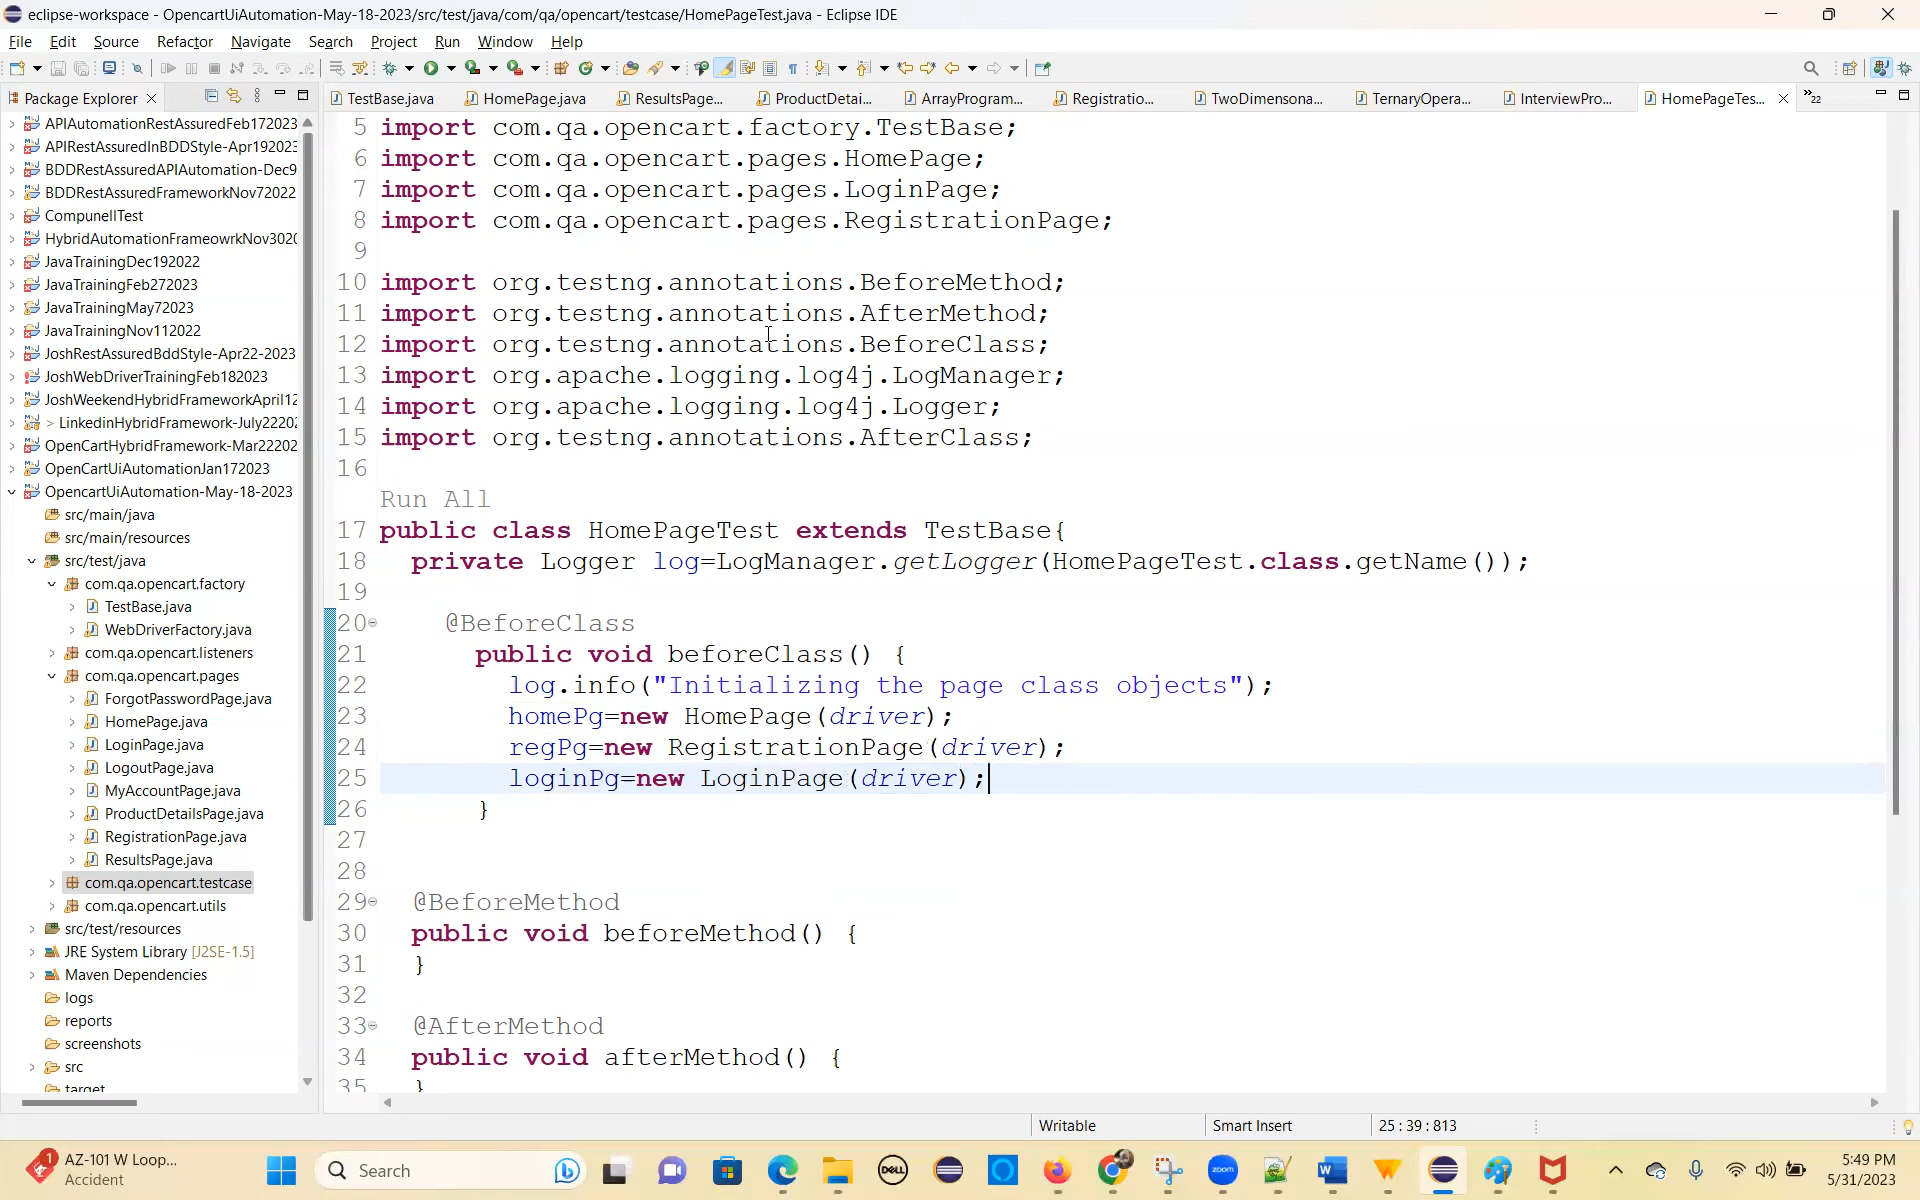 eclipse-workspace - OpencartUiAutomation-May-18-2023/src/test/java/com/qa/opencart/testcase/HomePageTest.java - Eclipse IDE
File Edit Source Refactor Navigate Search Project Run Window Help
Package Explorer
TestBase.java HomePage.java ResultsPage... ProductDetai... ArrayProgram... Registratio... TwoDimensona... TernaryOpera... InterviewPro... HomePageTes... »22
APIAutomationRestAssuredFeb172023
APIRestAssuredInBDDStyle-Apr192023
BDDRestAssuredAPIAutomation-Dec9
BDDRestAssuredFrameworkNov72022
CompunellTest
HybridAutomationFrameowrkNov3020
JavaTrainingDec192022
JavaTrainingFeb272023
JavaTrainingMay72023
JavaTrainingNov112022
JoshRestAssuredBddStyle-Apr22-2023
JoshWebDriverTrainingFeb182023
JoshWeekendHybridFrameworkApril12
> LinkedinHybridFramework-July2220
OpenCartHybridFramework-Mar22202
OpenCartUiAutomationJan172023
OpencartUiAutomation-May-18-2023
src/main/java
src/main/resources
src/test/java
com.qa.opencart.factory
TestBase.java
WebDriverFactory.java
com.qa.opencart.listeners
com.qa.opencart.pages
ForgotPasswordPage.java
HomePage.java
LoginPage.java
LogoutPage.java
MyAccountPage.java
ProductDetailsPage.java
RegistrationPage.java
ResultsPage.java
com.qa.opencart.testcase
com.qa.opencart.utils
src/test/resources
JRE System Library [J2SE-1.5]
Maven Dependencies
logs
reports
screenshots
src
target
5 import com.qa.opencart.factory.TestBase;
6 import com.qa.opencart.pages.HomePage;
7 import com.qa.opencart.pages.LoginPage;
8 import com.qa.opencart.pages.RegistrationPage;
9
10 import org.testng.annotations.BeforeMethod;
11 import org.testng.annotations.AfterMethod;
12 import org.testng.annotations.BeforeClass;
13 import org.apache.logging.log4j.LogManager;
14 import org.apache.logging.log4j.Logger;
15 import org.testng.annotations.AfterClass;
16
Run All
17 public class HomePageTest extends TestBase{
18 private Logger log=LogManager.getLogger(HomePageTest.class.getName());
19
20 @BeforeClass
21 public void beforeClass() {
22 log.info("Initializing the page class objects");
23 homePg=new HomePage(driver);
24 regPg=new RegistrationPage(driver);
25 loginPg=new LoginPage(driver);
26 }
27
28
29 @BeforeMethod
30 public void beforeMethod() {
31 }
32
33 @AfterMethod
34 public void afterMethod() {
35 }
Writable Smart Insert 25 : 39 : 813
1 AZ-101 W Loop...
Accident
Search
DELL
zoom
5:49 PM
5/31/2023